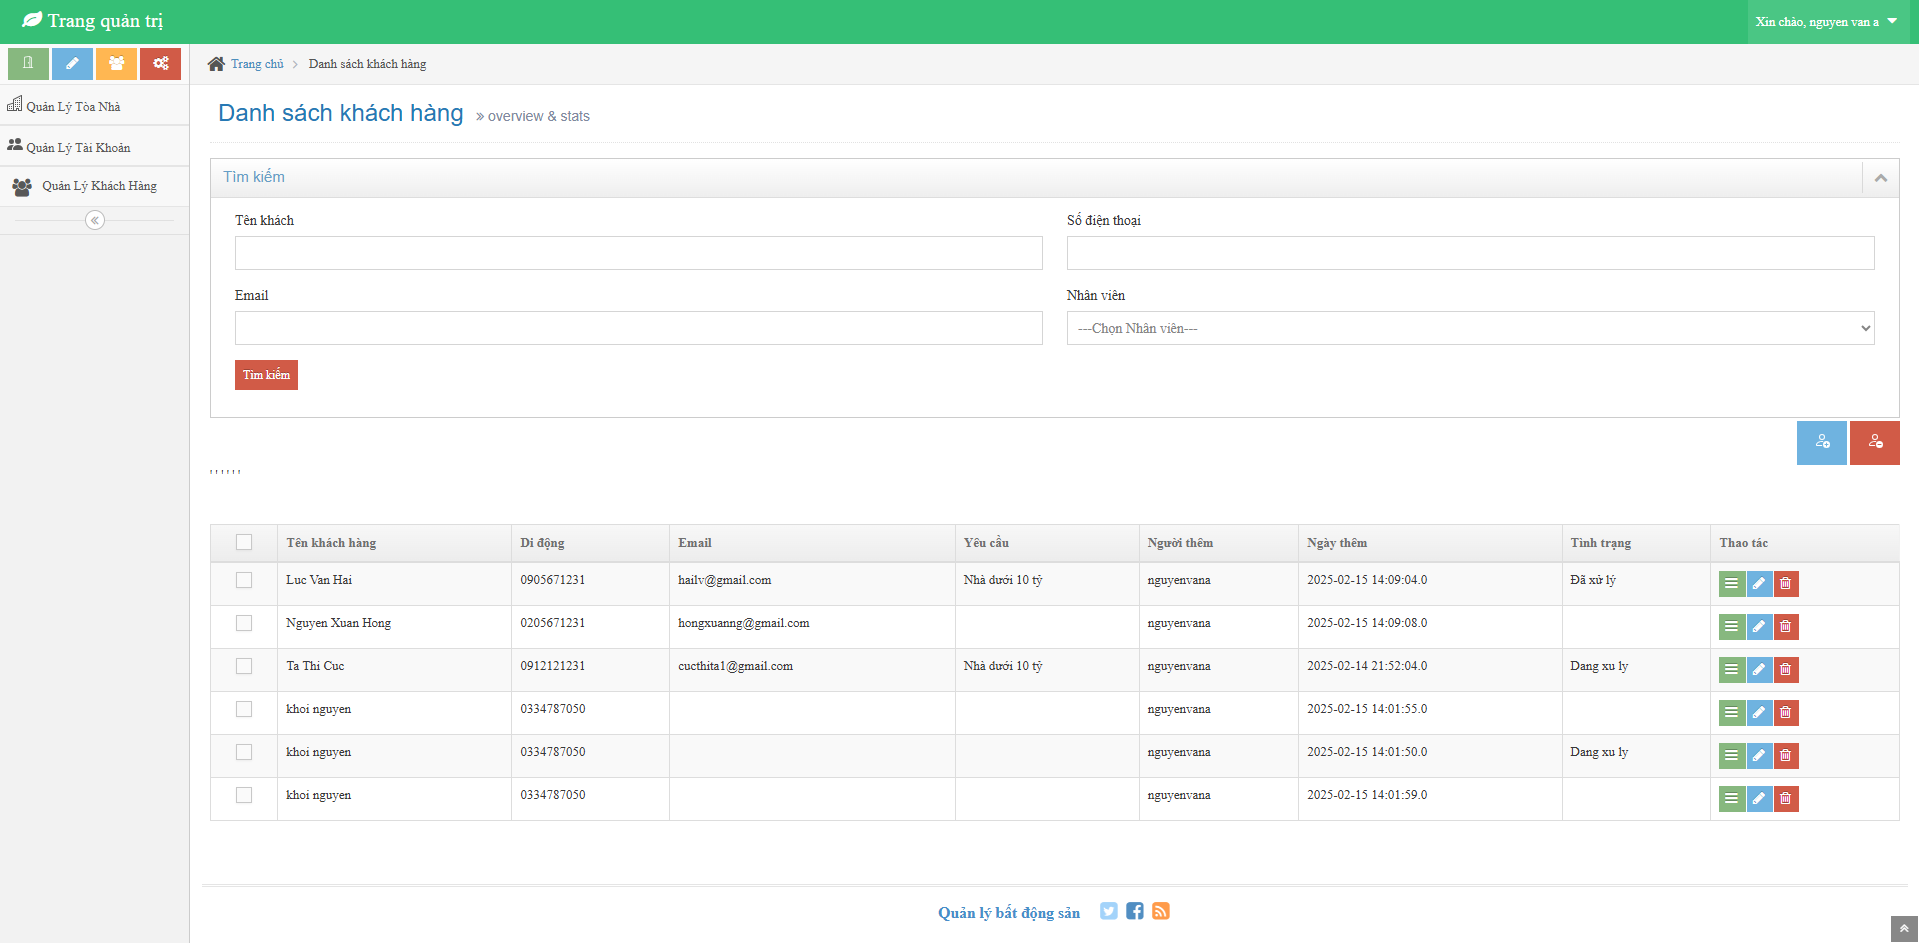 Trang quản trị
Xin chào, nguyen van a
Trang chủ
Danh sách khách hàng
Quản Lý Tòa Nhà
Quản Lý Tài Khoản
Quản Lý Khách Hàng
Danh sách khách hàng » overview & stats
Tìm kiếm
Tên khách
Số điện thoại
Email
Nhân viên
---Chọn Nhân viên---
Tìm kiếm
' ' ' ' ' '
Tên khách hàng Di động Email Yêu cầu Người thêm Ngày thêm Tình trạng Thao tác
Luc Van Hai 0905671231 hailv@gmail.com Nhà dưới 10 tỷ nguyenvana 2025-02-15 14:09:04.0 Đã xử lý
Nguyen Xuan Hong 0205671231 hongxuanng@gmail.com nguyenvana 2025-02-15 14:09:08.0
Ta Thi Cuc 0912121231 cucthita1@gmail.com Nhà dưới 10 tỷ nguyenvana 2025-02-14 21:52:04.0 Dang xu ly
khoi nguyen 0334787050 nguyenvana 2025-02-15 14:01:55.0
khoi nguyen 0334787050 nguyenvana 2025-02-15 14:01:50.0 Dang xu ly
khoi nguyen 0334787050 nguyenvana 2025-02-15 14:01:59.0
Quản lý bất động sản